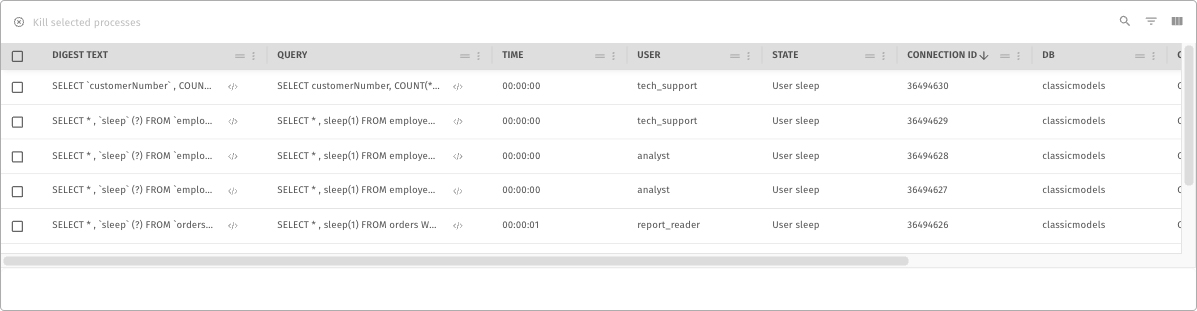 Kill selected processes
DIGEST TEXT QUERY TIME USER STATE CONNECTION ID DB
SELECT `customerNumber` , COUN... </> SELECT customerNumber, COUNT(*... </> 00:00:00 tech_support User sleep 36494630 classicmodels
SELECT * , `sleep` (?) FROM `emplo... </> SELECT * , sleep(1) FROM employe... </> 00:00:00 tech_support User sleep 36494629 classicmodels
SELECT * , `sleep` (?) FROM `emplo... </> SELECT * , sleep(1) FROM employe... </> 00:00:00 analyst User sleep 36494628 classicmodels
SELECT * , `sleep` (?) FROM `emplo... </> SELECT * , sleep(1) FROM employe... </> 00:00:00 analyst User sleep 36494627 classicmodels
SELECT * , `sleep` (?) FROM `orders... </> SELECT * , sleep(1) FROM orders W... </> 00:00:01 report_reader User sleep 36494626 classicmodels